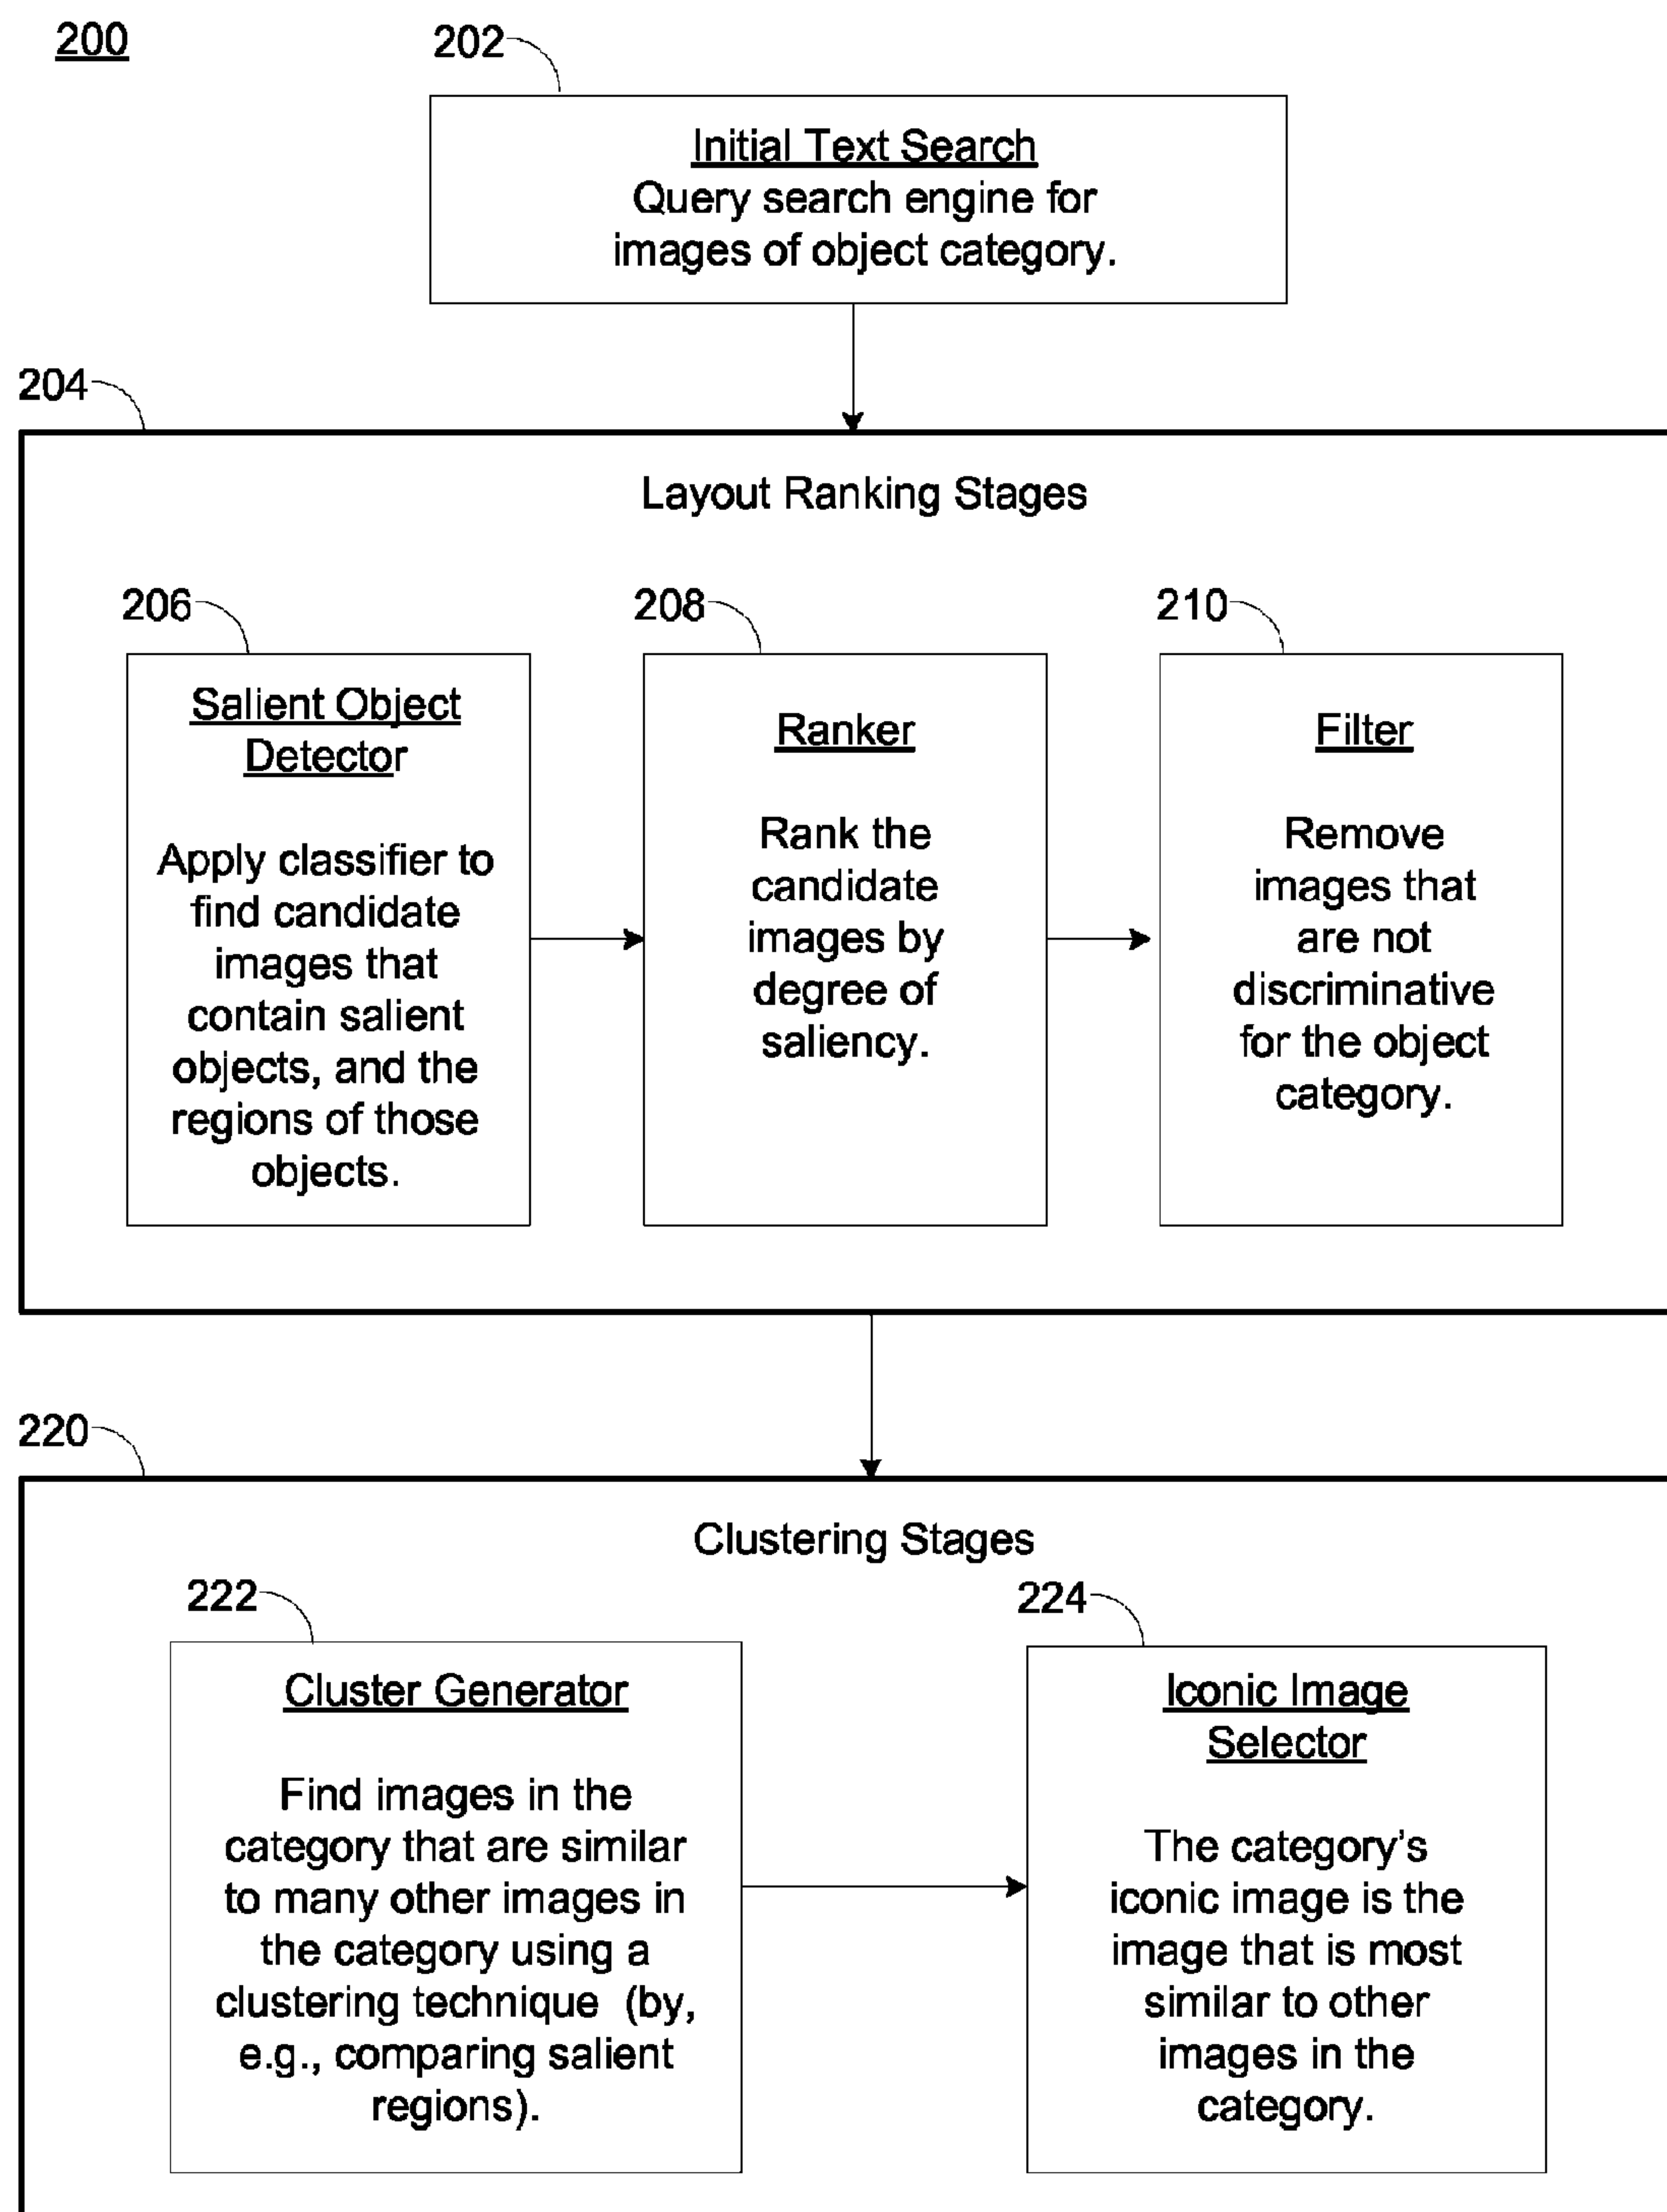 200
202
Initial Text Search
Query search engine for
images of object category.
204
Layout Ranking Stages
206
Salient Object
Detector
Apply classifier to
find candidate
images that
contain salient
objects, and the
regions of those
objects.
208
Ranker
Rank the
candidate
images by
degree of
saliency.
210
Filter
Remove
images that
are not
discriminative
for the object
category.
220
Clustering Stages
222
Cluster Generator
Find images in the
category that are similar
to many other images in
the category using a
clustering technique (by,
e.g., comparing salient
regions).
224
Iconic Image
Selector
The category's
iconic image is the
image that is most
similar to other
images in the
category.